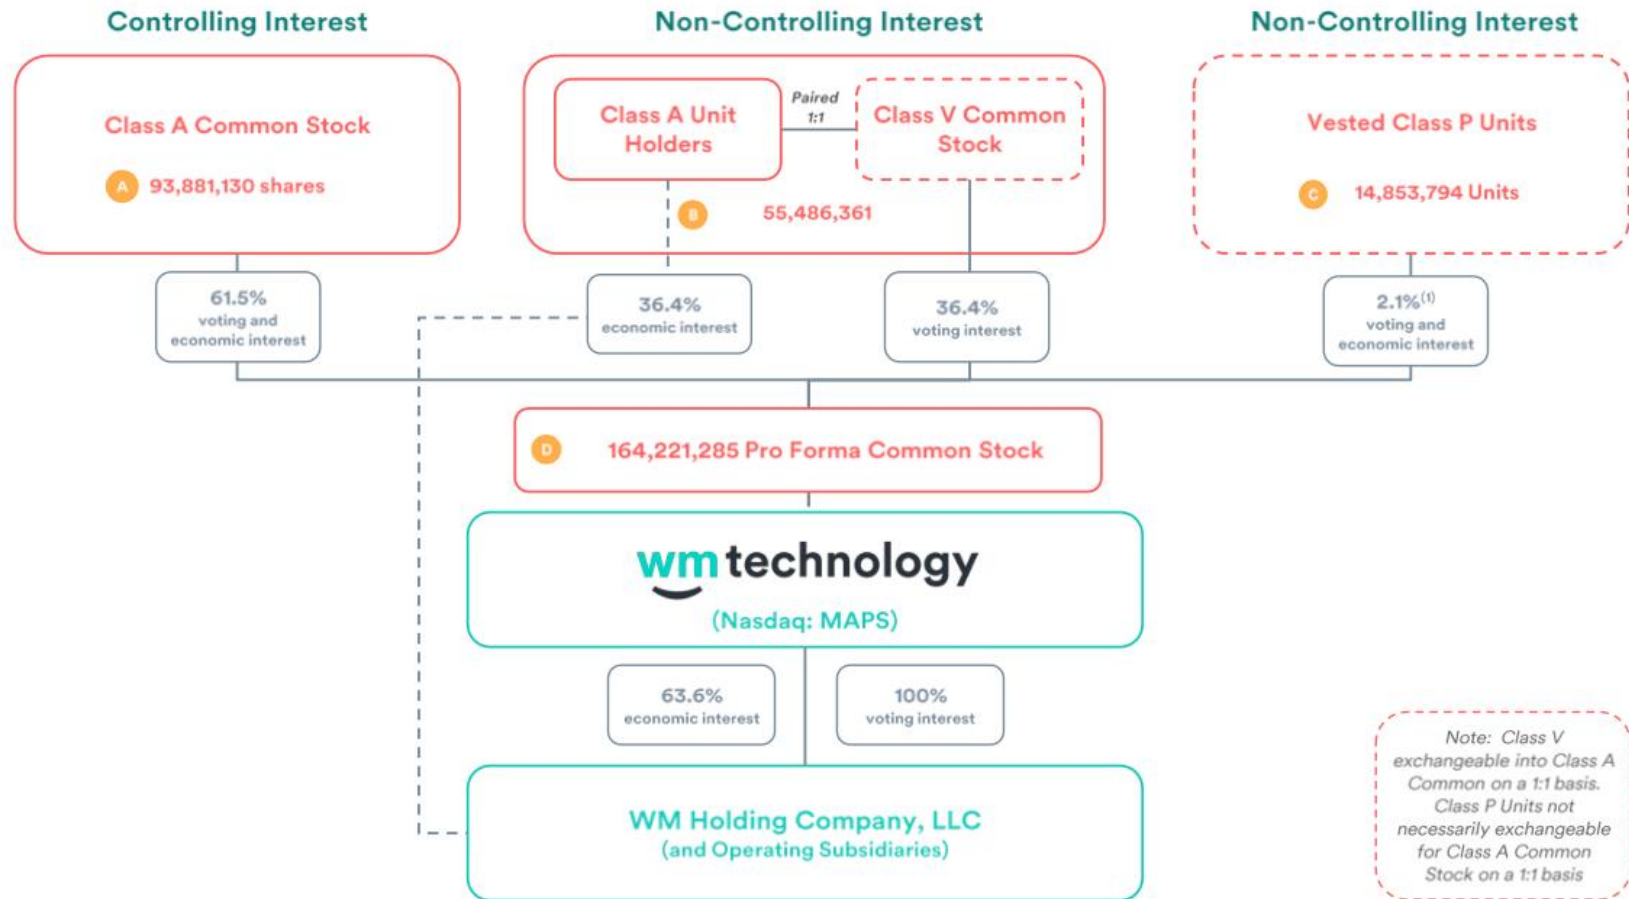 Controlling Interest
Non-Controlling Interest
Non-Controlling Interest
Class A Common Stock
A 93,881,130 shares
Class A Unit
Holders
Paired
1:1
Class V Common
Stock
B 55,486,361
Vested Class P Units
C 14,853,794 Units
61.5%
voting and
economic interest
36.4%
economic interest
36.4%
voting interest
2.1%(1)
voting and
economic interest
D 164,221,285 Pro Forma Common Stock
wm technology
(Nasdaq: MAPS)
63.6%
economic interest
100%
voting interest
WM Holding Company, LLC
(and Operating Subsidiaries)
Note: Class V
exchangeable into Class A
Common on a 1:1 basis.
Class P Units not
necessarily exchangeable
for Class A Common
Stock on a 1:1 basis